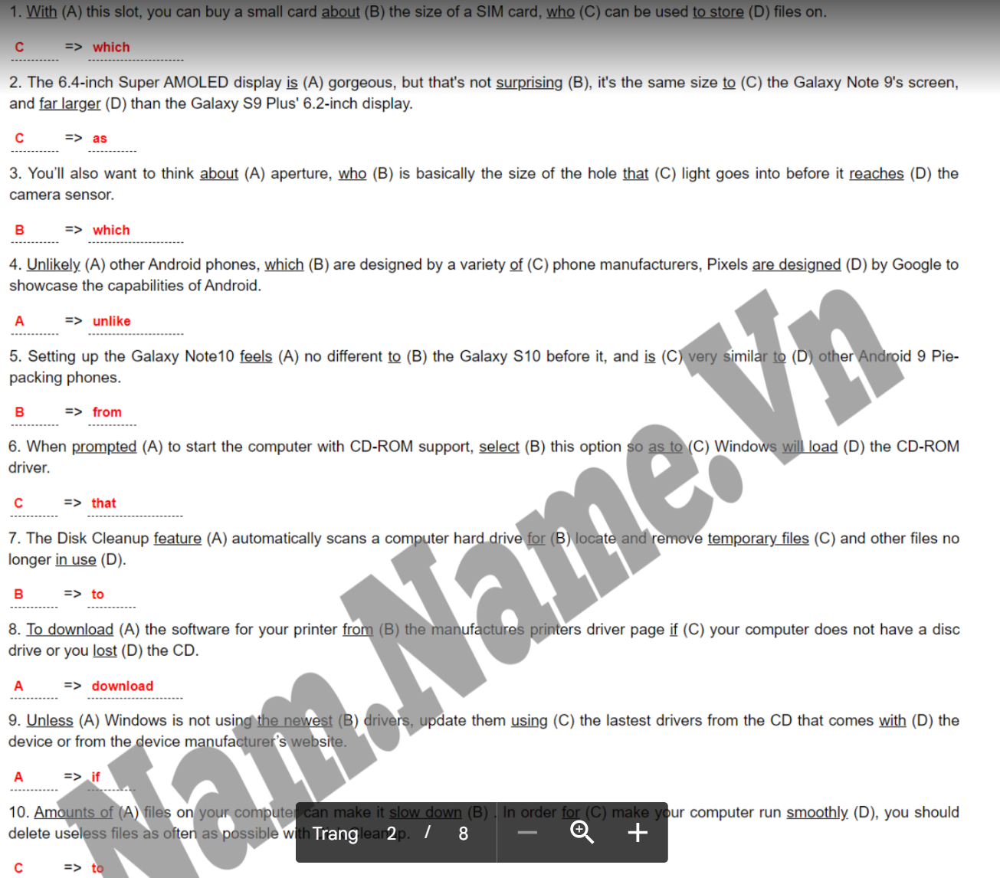 1. With (A) this slot, you can buy a small card about (B) the size of a SIM card, who (C) can be used to store (D) files on.
C => which
2. The 6.4-inch Super AMOLED display is (A) gorgeous, but that's not surprising (B), it's the same size to (C) the Galaxy Note 9's screen,
and far larger (D) than the Galaxy S9 Plus' 6.2-inch display.
C => as
3. You'll also want to think about (A) aperture, who (B) is basically the size of the hole that (C) light goes into before it reaches (D) the
camera sensor.
B => which
4. Unlikely (A) other Android phones, which (B) are designed by a variety of (C) phone manufacturers, Pixels are designed (D) by Google to
showcase the capabilities of Android.
A => unlike
5. Setting up the Galaxy Note10 feels (A) no different to (B) the Galaxy S10 before it, and is (C) very similar to (D) other Android 9 Pie-
packing phones.
B => from
6. When prompted (A) to start the computer with CD-ROM support, select (B) this option so as to (C) Windows will load (D) the CD-ROM
driver.
C => that
7. The Disk Cleanup feature (A) automatically scans a computer hard drive for (B) locate and remove temporary files (C) and other files no
longer in use (D).
B => to
8. To download (A) the software for your printer from (B) the manufactures printers driver page if (C) your computer does not have a disc
drive or you lost (D) the CD.
A => download
9. Unless (A) Windows is not using the newest (B) drivers, update them using (C) the lastest drivers from the CD that comes with (D) the
device or from the device manufacturer's website.
A => if
10. Amounts of (A) files on your computer can make it slow down (B) . In order for (C) make your computer run smoothly (D), you should
delete useless files as often as possible with Cleanup.
Trang 2 / 8
C => to
Nam.Name.Vn